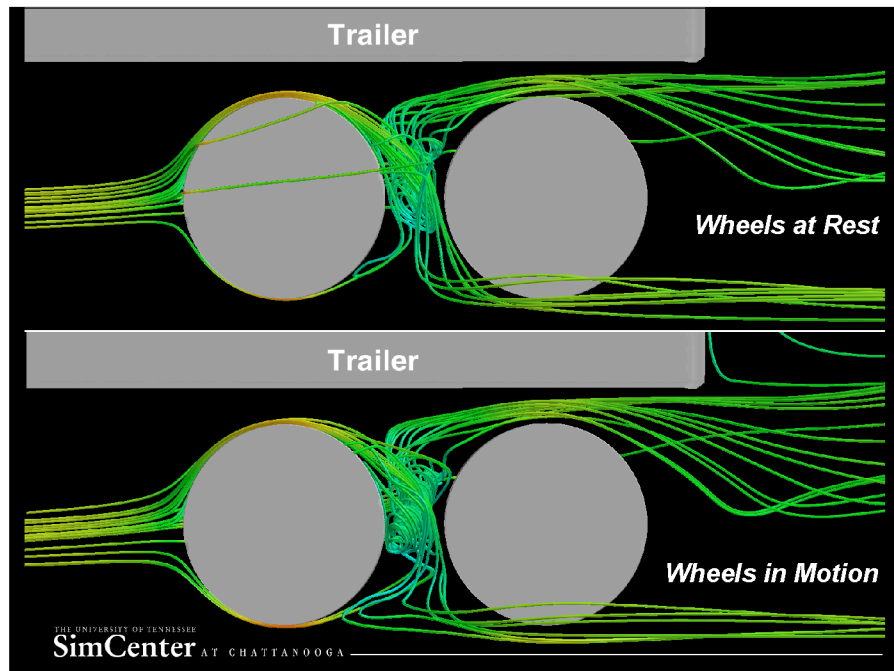 Trailer
Wheels at Rest
Trailer
Wheels in Motion
THE UNIVERSITY OF TENNESSEE
SimCenter AT CHATTANOOGA